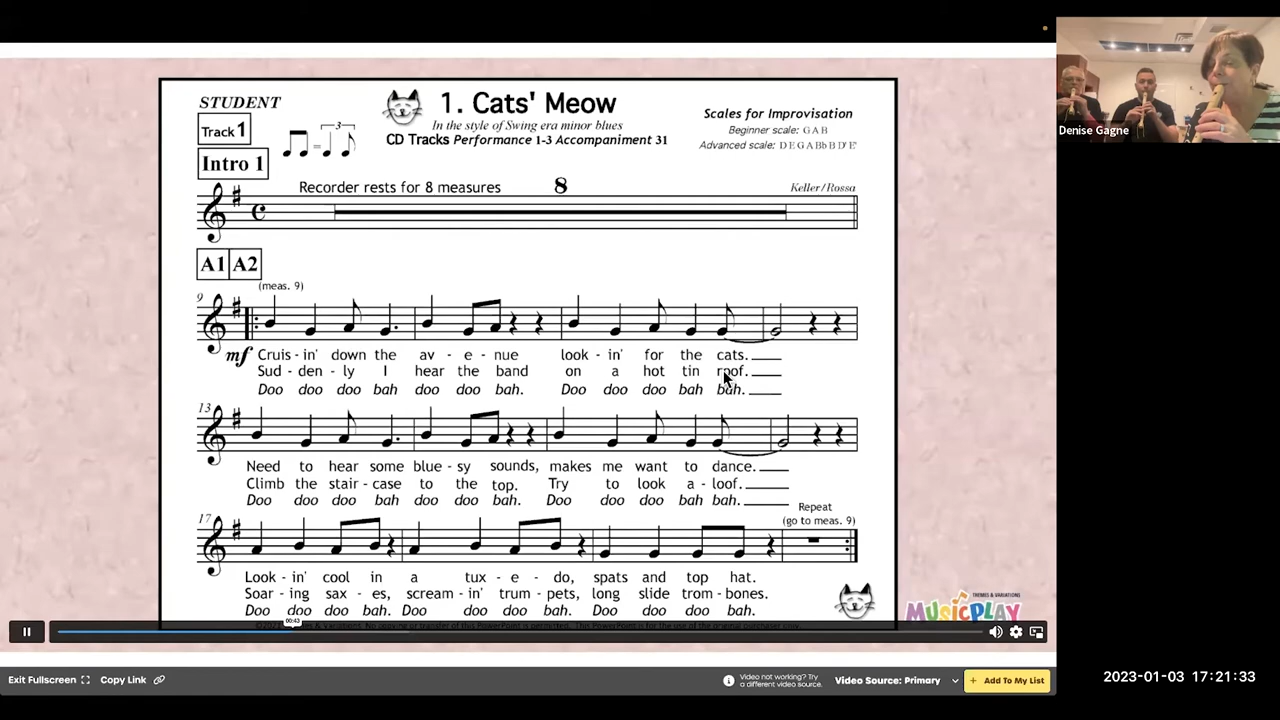 STUDENT
1. Cats' Meow
In the style of Swing era minor blues
CD Tracks Performance 1-3 Accompaniment 31
Track 1
Intro 1
3
Scales for Improvisation
Beginner scale: G A B
Advanced scale: D E G A Bb B D' E'
Recorder rests for 8 measures
8
Keller/Rossa
A1 A2
(meas. 9)
9
mf
Cruis - in' down the av - e - nue look - in' for the cats.
Sud - den - ly I hear the band on a hot tin roof.
Doo doo doo bah doo doo bah. Doo doo doo bah bah.
13
Need to hear some blue - sy sounds, makes me want to dance.
Climb the stair - case to the top. Try to look a - loof.
Doo doo doo bah doo doo bah. Doo doo doo bah bah.
Repeat
(go to meas. 9)
17
Look - in' cool in a tux - e - do, spats and top hat.
Soar - ing sax - es, scream - in' trum - pets, long slide trom - bones.
Doo doo doo bah. Doo doo doo bah. Doo doo doo bah.
THEMES & VARIATIONS
MUSICPLAY
00:43
Exit Fullscreen
Copy Link
Video not working? Try
a different video source.
Video Source: Primary
+ Add To My List
Denise Gagne
2023-01-03 17:21:33